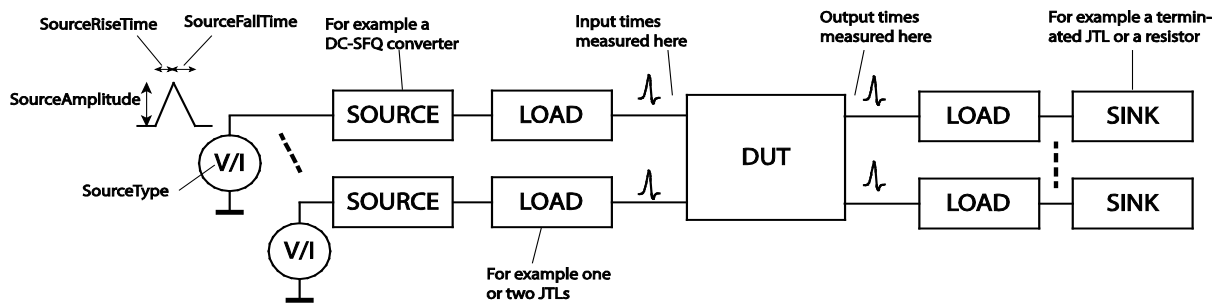 SourceRiseTime
SourceFallTime
For example a
DC-SFQ converter
Input times
measured here
Output times
measured here
For example a termin-
ated JTL or a resistor
SourceAmplitude
SOURCE
LOAD
DUT
LOAD
SINK
V/I
SourceType
SOURCE
LOAD
LOAD
SINK
V/I
For example one
or two JTLs